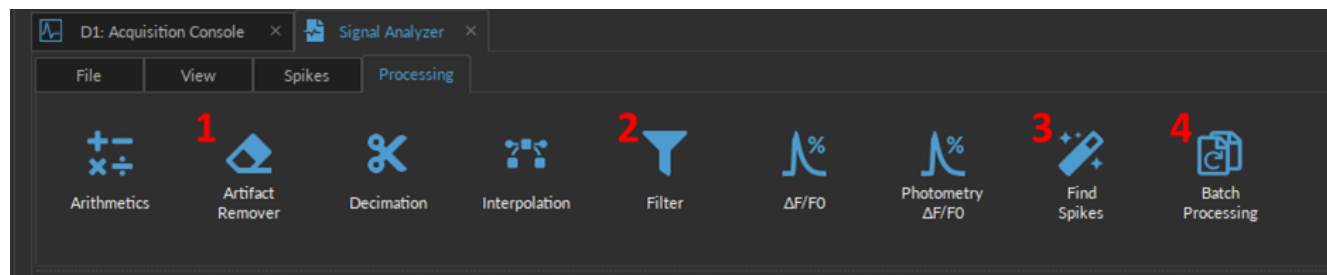 D1: Acquisition Console ×
Signal Analyzer ×
File
View
Spikes
Processing
1
2
3
4
Arithmetics
Artifact
Remover
Decimation
Interpolation
Filter
%
ΔF/F0
%
Photometry
ΔF/F0
Find
Spikes
Batch
Processing